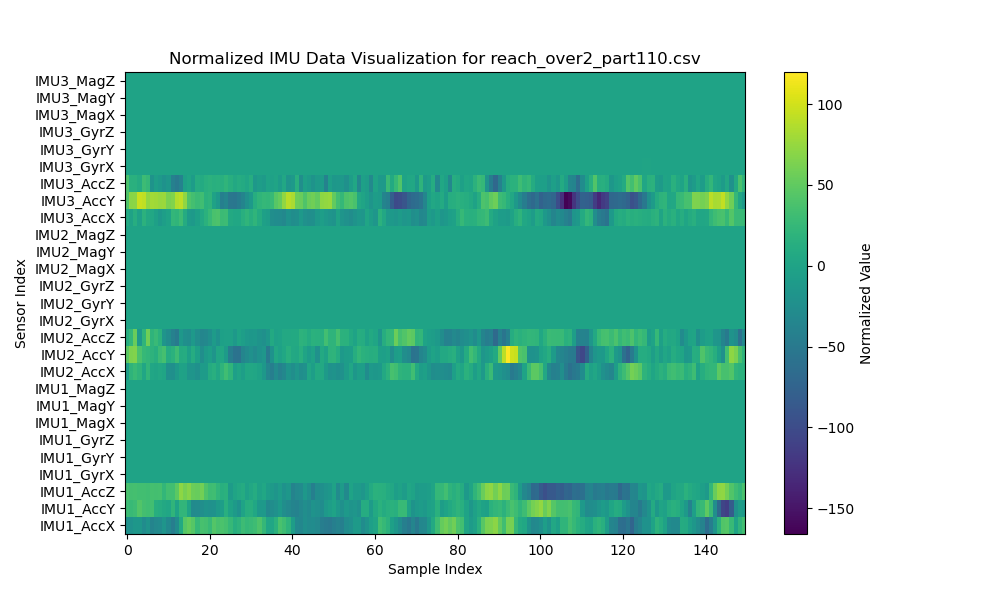 Normalized IMU Data Visualization for reach_over2_part110.csv
IMU3_MagZ
IMU3_MagY
IMU3_MagX
IMU3_GyrZ
IMU3_GyrY
IMU3_GyrX
IMU3_AccZ
IMU3_AccY
IMU3_AccX
IMU2_MagZ
IMU2_MagY
IMU2_MagX
IMU2_GyrZ
IMU2_GyrY
IMU2_GyrX
IMU2_AccZ
IMU2_AccY
IMU2_AccX
IMU1_MagZ
IMU1_MagY
IMU1_MagX
IMU1_GyrZ
IMU1_GyrY
IMU1_GyrX
IMU1_AccZ
IMU1_AccY
IMU1_AccX
Sensor Index
0 20 40 60 80 100 120 140
Sample Index
100
50
0
−50
−100
−150
Normalized Value